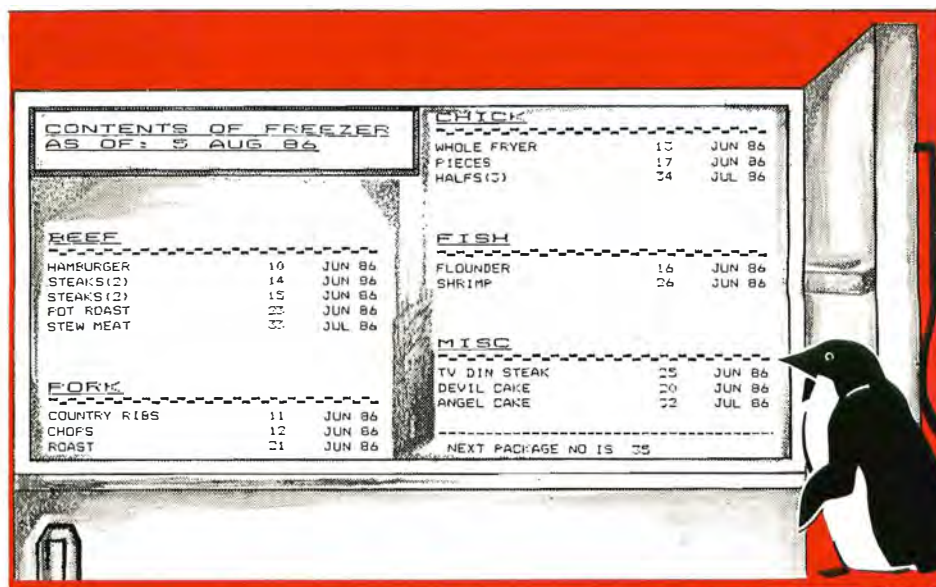 CONTENTS OF FREEZER
AS OF: 5 AUG 86
BEEF
HAMBURGER 10 JUN 86
STEAKS(2) 14 JUN 86
STEAKS(2) 15 JUN 86
POT ROAST JUN 86
STEW MEAT JUL 86
PORK
COUNTRY RIBS 11 JUN 86
CHOPS 12 JUN 86
ROAST 21 JUN 86
CHICK
WHOLE FRYER 13 JUN 86
PIECES 17 JUN 86
HALFS(3) 34 JUL 86
FISH
FLOUNDER 16 JUN 86
SHRIMP 26 JUN 86
MISC
TV DIN STEAK 25 JUN 86
DEVIL CAKE 20 JUN 86
ANGEL CAKE 32 JUL 86
NEXT PACKAGE NO IS 35